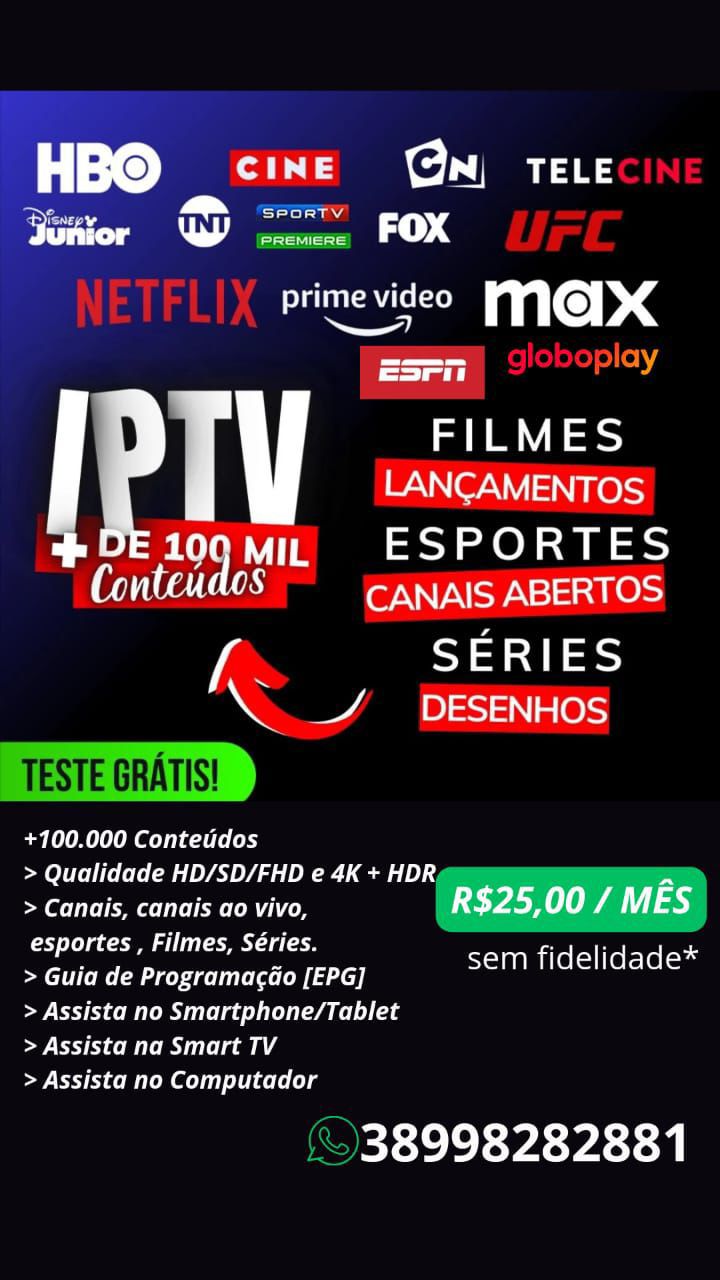 HBO
CINE
CN
TELECINE
Disney Junior
TNT
SPORTV
PREMIERE
FOX
UFC
NETFLIX
prime video
max
ESPN
globoplay
IPTV
+ DE 100 MIL
Conteúdos
FILMES
LANÇAMENTOS
ESPORTES
CANAIS ABERTOS
SÉRIES
DESENHOS
TESTE GRÁTIS!
+100.000 Conteúdos
> Qualidade HD/SD/FHD e 4K + HDR
> Canais, canais ao vivo,
esportes , Filmes, Séries.
> Guia de Programação [EPG]
> Assista no Smartphone/Tablet
> Assista na Smart TV
> Assista no Computador
R$25,00 / MÊS
sem fidelidade*
38998282881